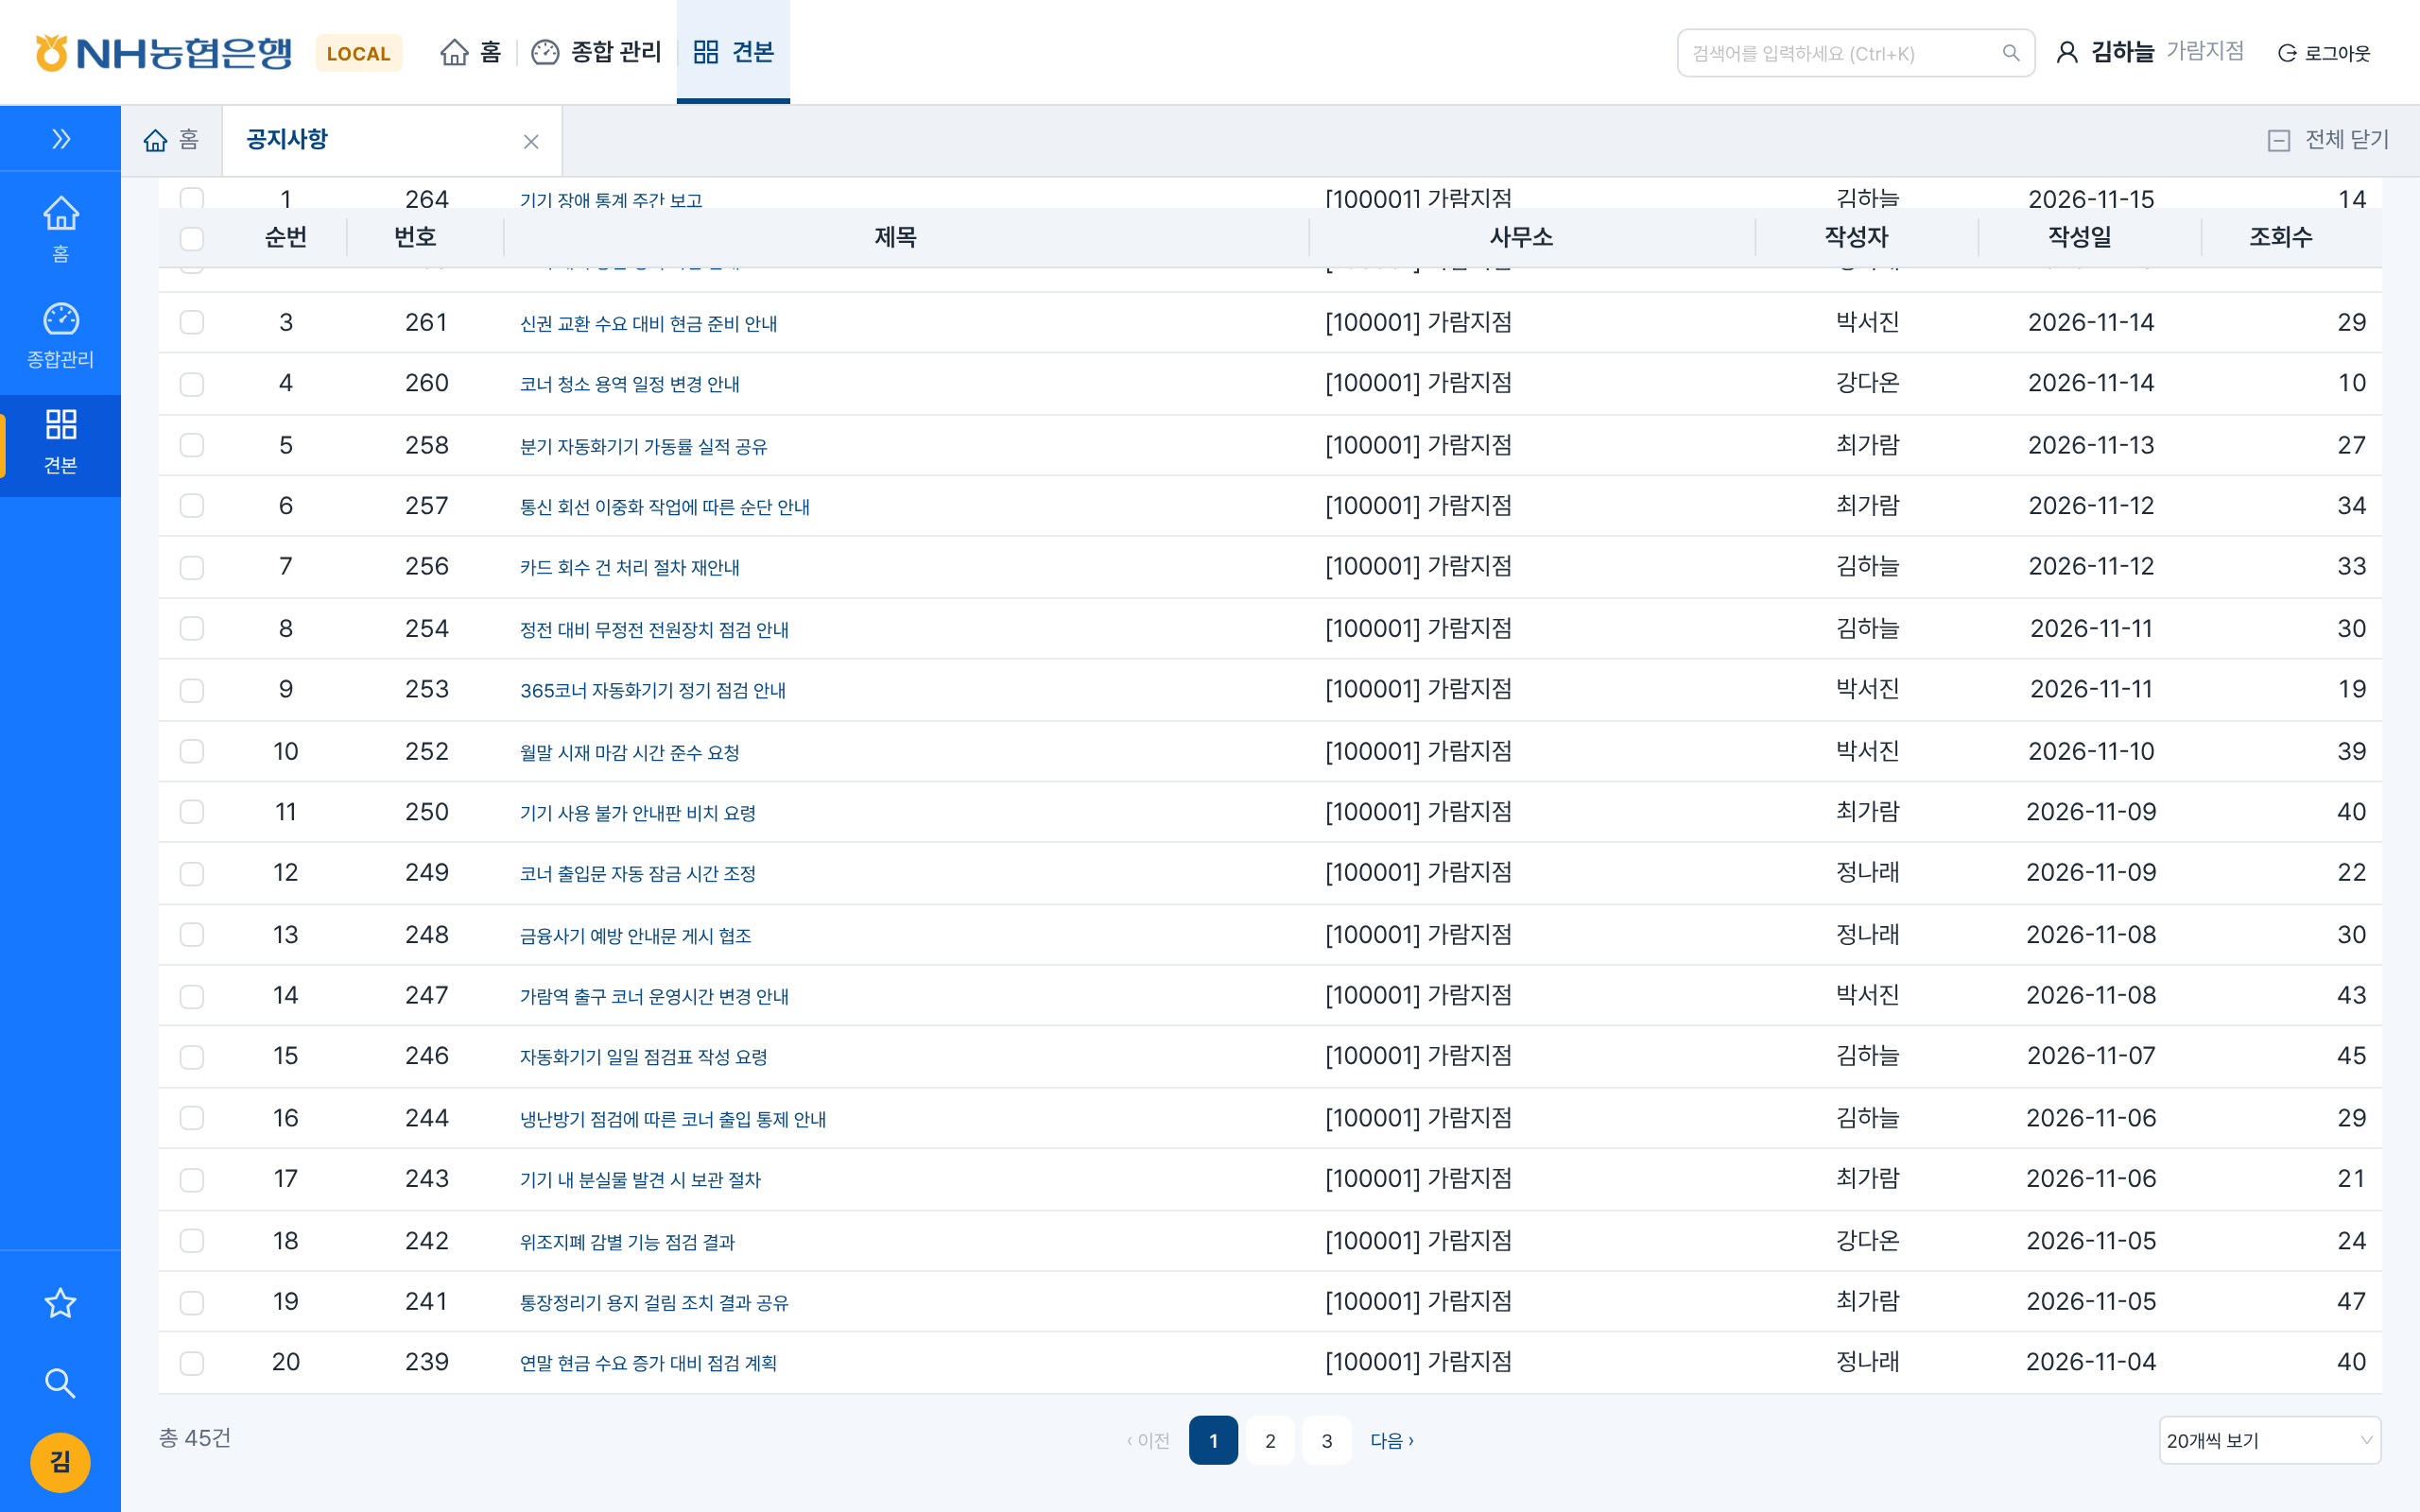 NH농협은행 LOCAL 홈 종합 관리 견본 검색어를 입력하세요 (Ctrl+K) 김하늘 가람지점 로그아웃
홈 공지사항 전체 닫기
홈
종합관리
견본
김
1 264 기기 장애 통계 주간 보고 [100001] 가람지점 김하늘 2026-11-15 14
순번 번호 제목 사무소 작성자 작성일 조회수
3 261 신권 교환 수요 대비 현금 준비 안내 [100001] 가람지점 박서진 2026-11-14 29
4 260 코너 청소 용역 일정 변경 안내 [100001] 가람지점 강다온 2026-11-14 10
5 258 분기 자동화기기 가동률 실적 공유 [100001] 가람지점 최가람 2026-11-13 27
6 257 통신 회선 이중화 작업에 따른 순단 안내 [100001] 가람지점 최가람 2026-11-12 34
7 256 카드 회수 건 처리 절차 재안내 [100001] 가람지점 김하늘 2026-11-12 33
8 254 정전 대비 무정전 전원장치 점검 안내 [100001] 가람지점 김하늘 2026-11-11 30
9 253 365코너 자동화기기 정기 점검 안내 [100001] 가람지점 박서진 2026-11-11 19
10 252 월말 시재 마감 시간 준수 요청 [100001] 가람지점 박서진 2026-11-10 39
11 250 기기 사용 불가 안내판 비치 요령 [100001] 가람지점 최가람 2026-11-09 40
12 249 코너 출입문 자동 잠금 시간 조정 [100001] 가람지점 정나래 2026-11-09 22
13 248 금융사기 예방 안내문 게시 협조 [100001] 가람지점 정나래 2026-11-08 30
14 247 가람역 출구 코너 운영시간 변경 안내 [100001] 가람지점 박서진 2026-11-08 43
15 246 자동화기기 일일 점검표 작성 요령 [100001] 가람지점 김하늘 2026-11-07 45
16 244 냉난방기 점검에 따른 코너 출입 통제 안내 [100001] 가람지점 김하늘 2026-11-06 29
17 243 기기 내 분실물 발견 시 보관 절차 [100001] 가람지점 최가람 2026-11-06 21
18 242 위조지폐 감별 기능 점검 결과 [100001] 가람지점 강다온 2026-11-05 24
19 241 통장정리기 용지 걸림 조치 결과 공유 [100001] 가람지점 최가람 2026-11-05 47
20 239 연말 현금 수요 증가 대비 점검 계획 [100001] 가람지점 정나래 2026-11-04 40
총 45건 ‹ 이전 1 2 3 다음 › 20개씩 보기